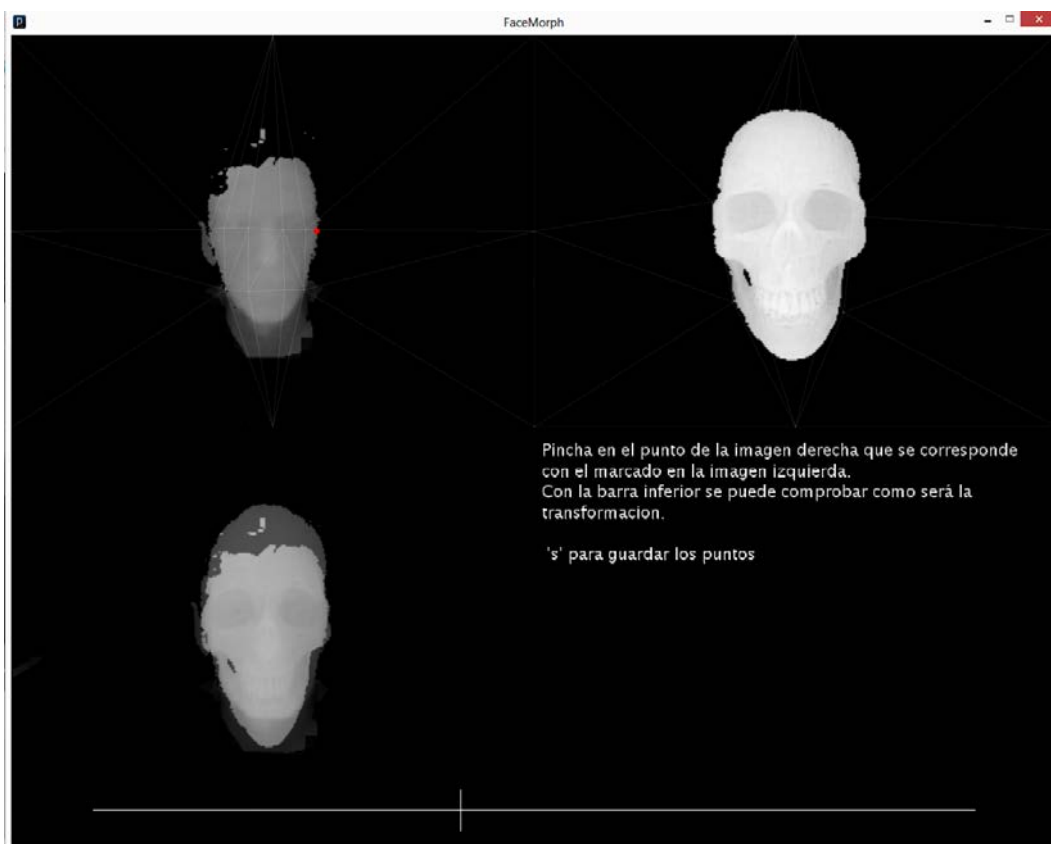 FaceMorph
Pincha en el punto de la imagen derecha que se corresponde
con el marcado en la imagen izquierda.
Con la barra inferior se puede comprobar como será la
transformacion.
's' para guardar los puntos